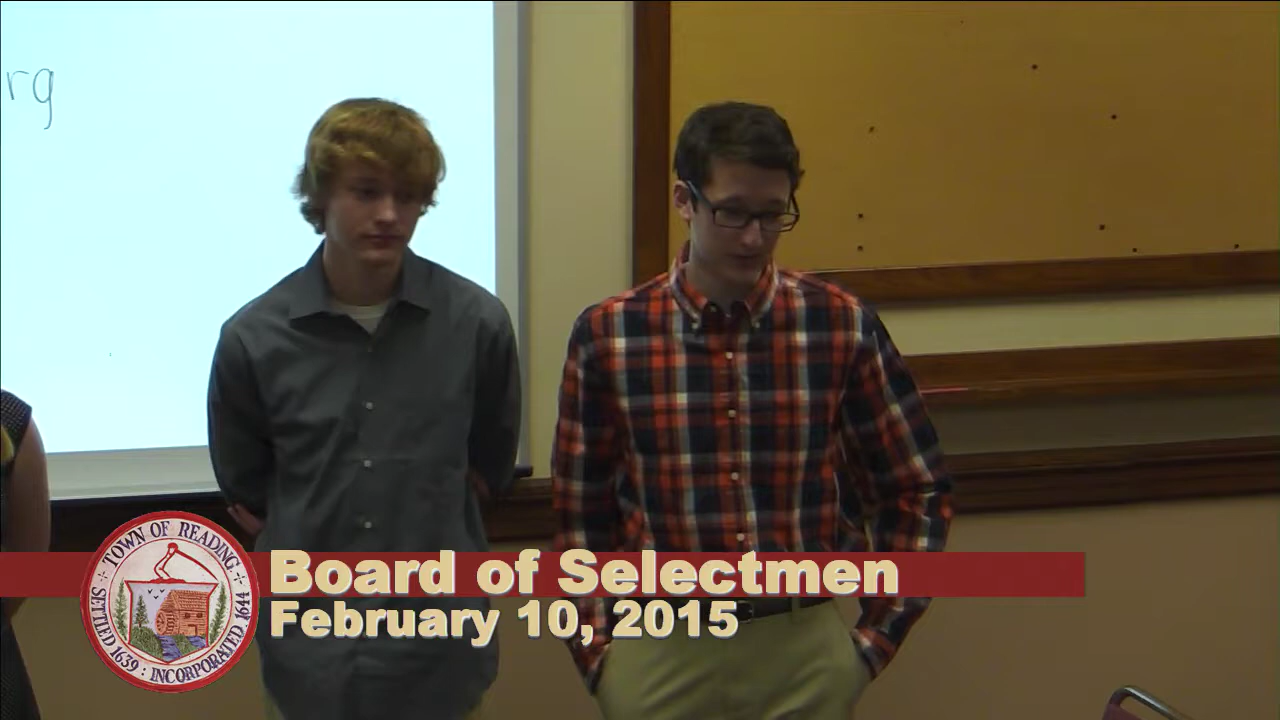 rg
TOWN OF READING
SETTLED 1639 : INCORPORATED 1644
Board of Selectmen
February 10, 2015